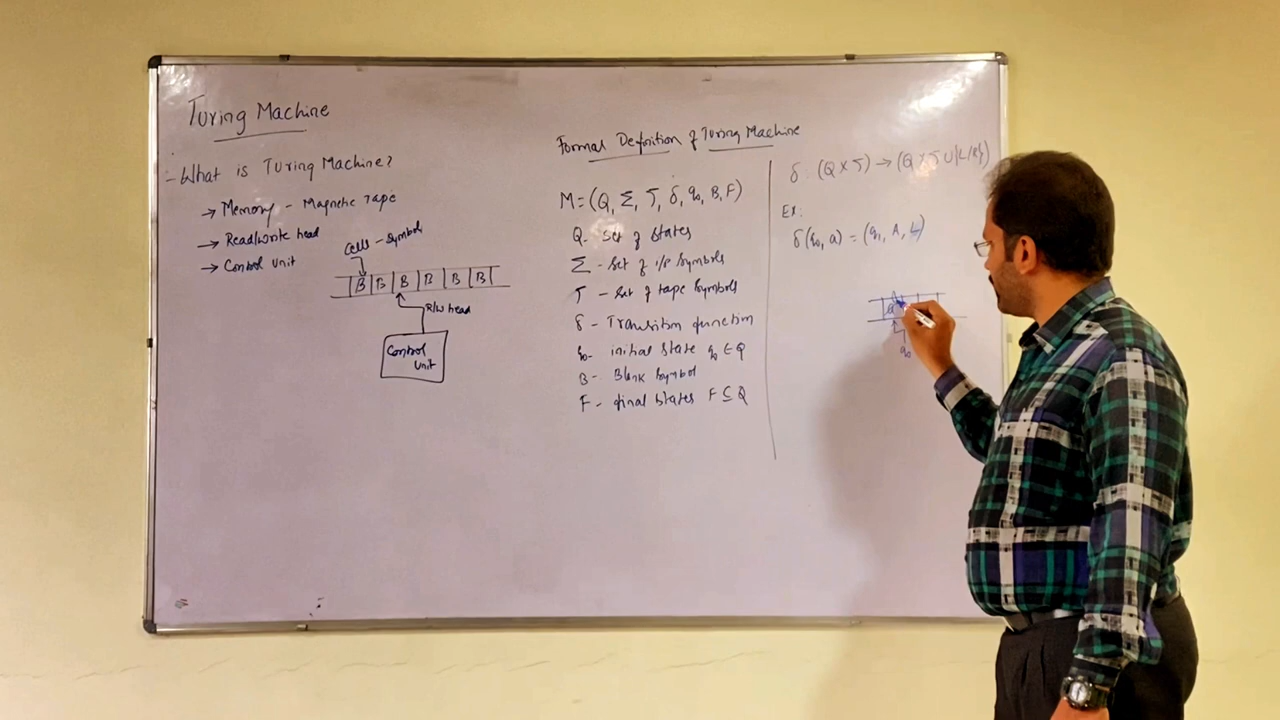 Turing Machine
- What is Turing Machine?
→ Memory - Magnetic Tape
→ Read/write head
→ Control Unit
Cells - Symbols
B B B B B B
R/W head
Control Unit
Formal Definition of Turing Machine
M = (Q, Σ, Τ, δ, q0, B, F)
Q - Set of States
Σ - Set of i/p Symbols
Τ - Set of tape Symbols
δ - Transition function
q0 - initial State q0 ∈ Q
B - Blank Symbol
F - final States F ⊆ Q
δ : (Q × Τ) → (Q × Τ ∪ {L/R})
Ex:
δ(q0, a) = (q1, A, L)
q0